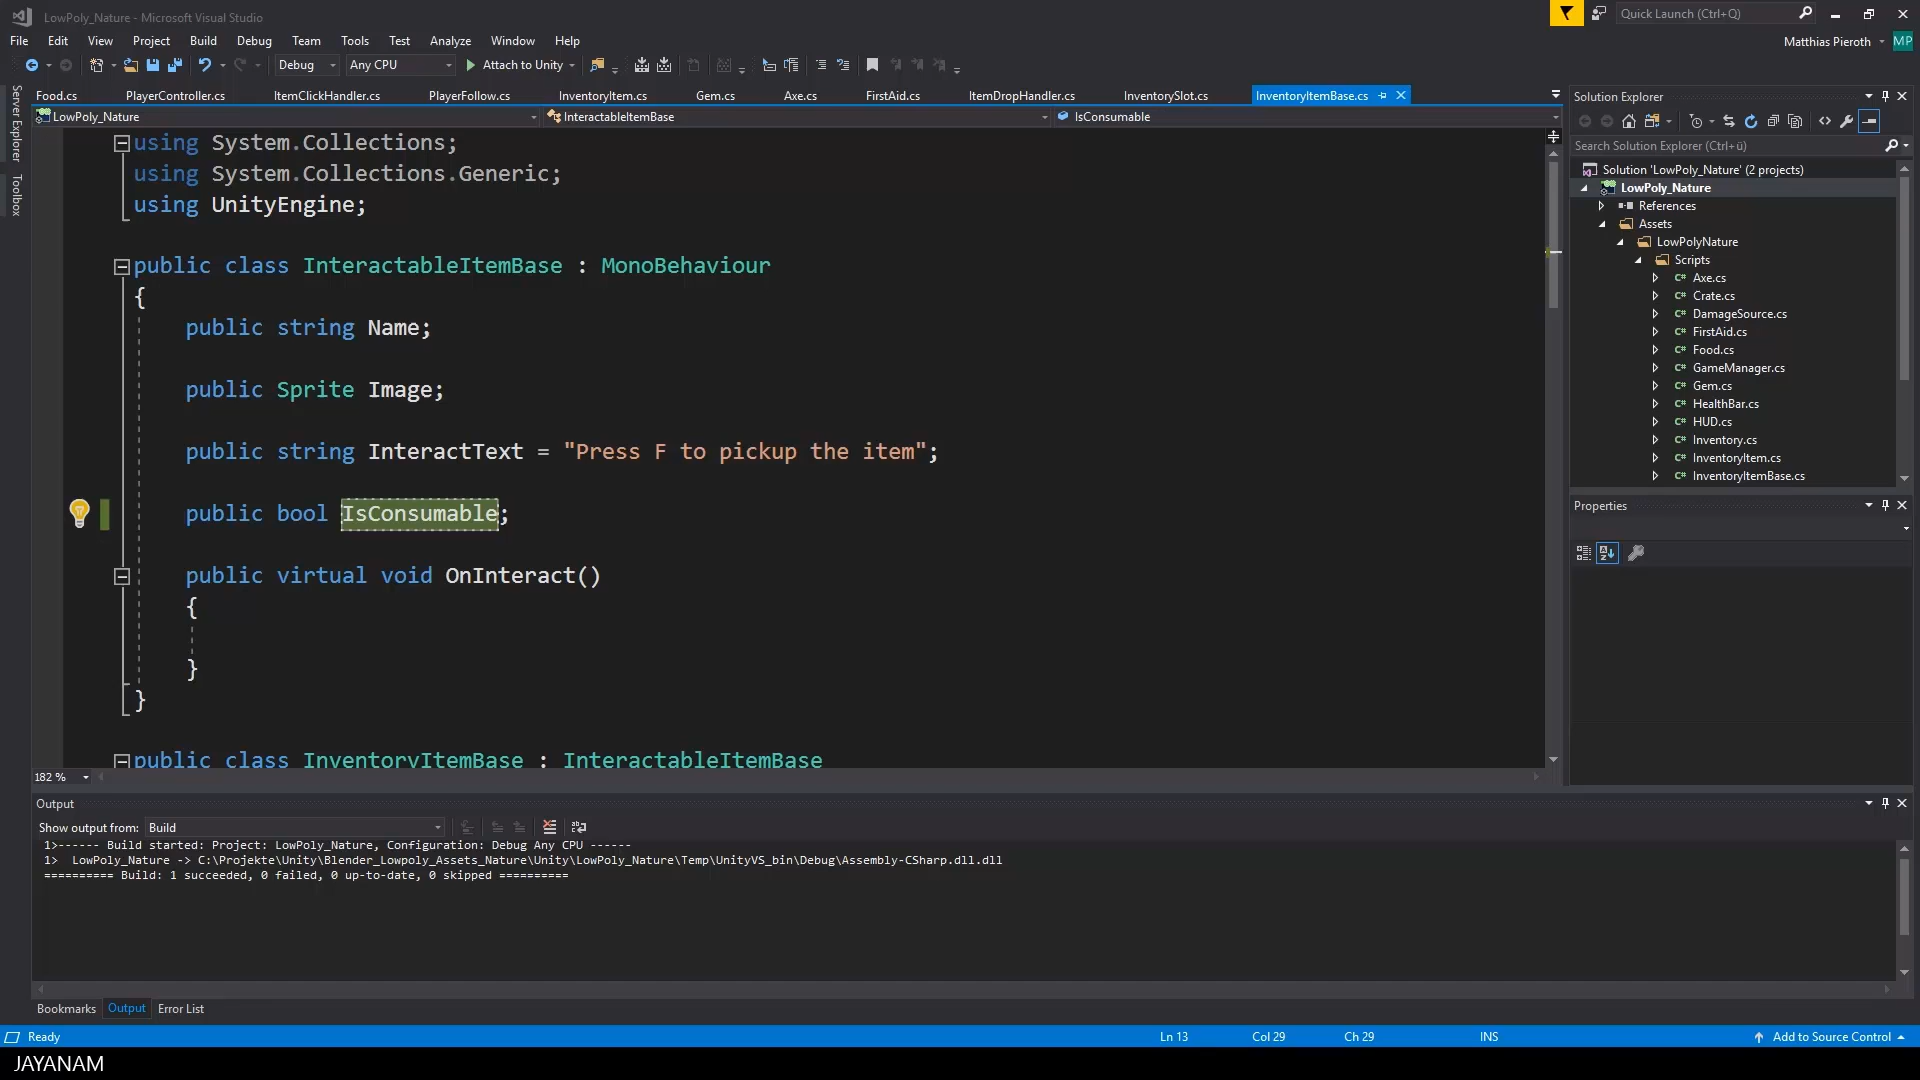 LowPoly_Nature - Microsoft Visual Studio
Quick Launch (Ctrl+Q)
File Edit View Project Build Debug Team Tools Test Analyze Window Help
Matthias Pieroth MP
Debug Any CPU Attach to Unity
Food.cs PlayerController.cs ItemClickHandler.cs PlayerFollow.cs InventoryItem.cs Gem.cs Axe.cs FirstAid.cs ItemDropHandler.cs InventorySlot.cs InventoryItemBase.cs
LowPoly_Nature InteractableItemBase IsConsumable
Server Explorer
Toolbox
using System.Collections;
using System.Collections.Generic;
using UnityEngine;
public class InteractableItemBase : MonoBehaviour
{
public string Name;
public Sprite Image;
public string InteractText = "Press F to pickup the item";
public bool IsConsumable;
public virtual void OnInteract()
{
}
}
public class InventoryItemBase : InteractableItemBase
182 %
Solution Explorer
Search Solution Explorer (Ctrl+ü)
Solution 'LowPoly_Nature' (2 projects)
LowPoly_Nature
References
Assets
LowPolyNature
Scripts
C# Axe.cs
C# Crate.cs
C# DamageSource.cs
C# FirstAid.cs
C# Food.cs
C# GameManager.cs
C# Gem.cs
C# HealthBar.cs
C# HUD.cs
C# Inventory.cs
C# InventoryItem.cs
C# InventoryItemBase.cs
Properties
Output
Show output from: Build
1>------ Build started: Project: LowPoly_Nature, Configuration: Debug Any CPU ------
1>  LowPoly_Nature -> C:\Projekte\Unity\Blender_Lowpoly_Assets_Nature\Unity\LowPoly_Nature\Temp\UnityVS_bin\Debug\Assembly-CSharp.dll.dll
========== Build: 1 succeeded, 0 failed, 0 up-to-date, 0 skipped ==========
Bookmarks Output Error List
Ready Ln 13 Col 29 Ch 29 INS Add to Source Control
JAYANAM